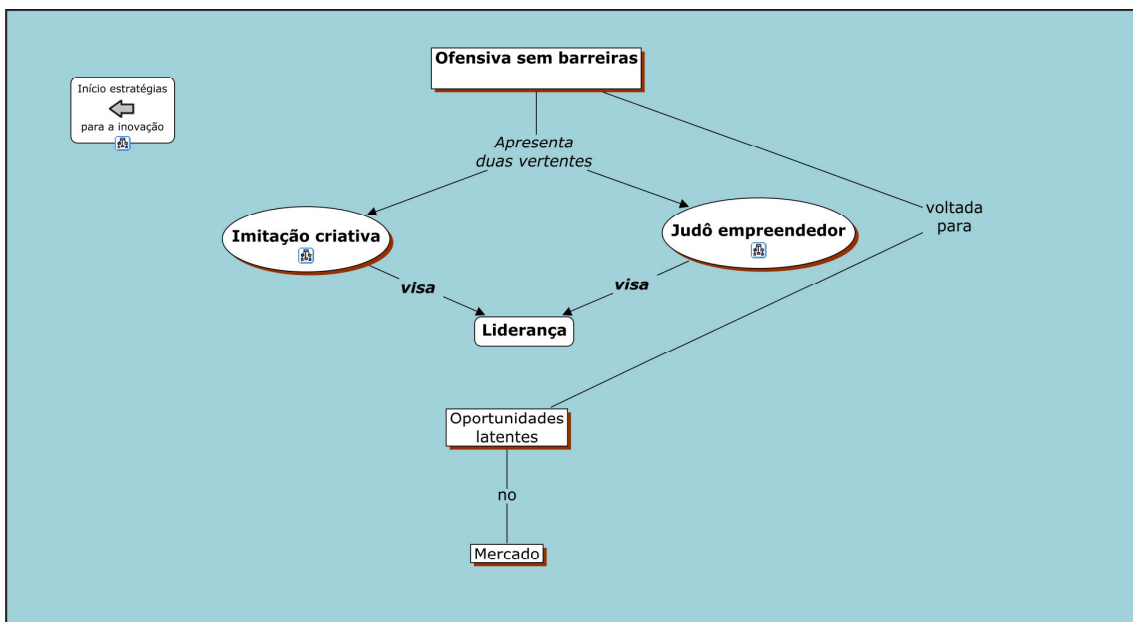 Ofensiva sem barreiras
Início estratégias
para a inovação
Apresenta
duas vertentes
voltada
para
Imitação criativa
Judô empreendedor
visa
visa
Liderança
Oportunidades
latentes
no
Mercado